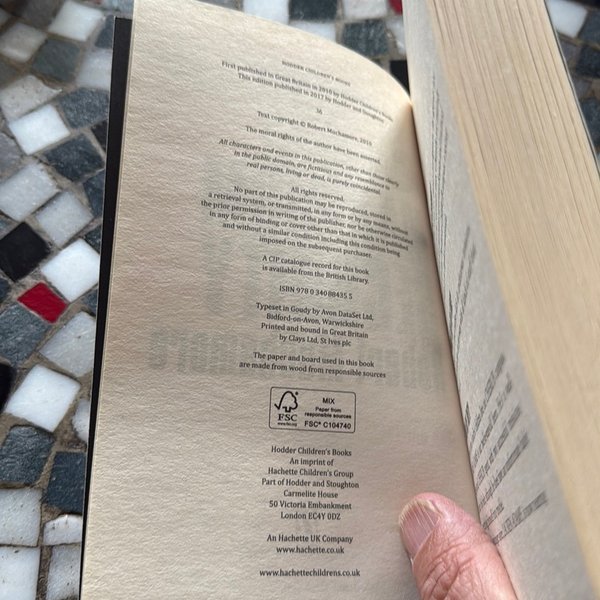 HODDER CHILDREN'S BOOKS
First published in Great Britain in 2010 by Hodder Children's Books
This edition published in 2017 by Hodder and Stoughton
Text copyright © Robert Muchamore, 2010
The moral rights of the author have been asserted.
All characters and events in this publication, other than those clearly
in the public domain, are fictitious and any resemblance to
real persons, living or dead, is purely coincidental.
All rights reserved.
No part of this publication may be reproduced, stored in
a retrieval system, or transmitted, in any form or by any means, without
the prior permission in writing of the publisher, nor be otherwise circulated
in any form of binding or cover other than that in which it is published
and without a similar condition including this condition being
imposed on the subsequent purchaser.
A CIP catalogue record for this book
is available from the British Library.
ISBN 978 0 340 88435 5
Typeset in Goudy by Avon DataSet Ltd,
Bidford-on-Avon, Warwickshire
Printed and bound in Great Britain
by Clays Ltd, St Ives plc
The paper and board used in this book
are made from wood from responsible sources
FSC
www.fsc.org
MIX
Paper from
responsible sources
FSC® C104740
Hodder Children's Books
An imprint of
Hachette Children's Group
Part of Hodder and Stoughton
Carmelite House
50 Victoria Embankment
London EC4Y 0DZ
An Hachette UK Company
www.hachette.co.uk
www.hachettechildrens.co.uk